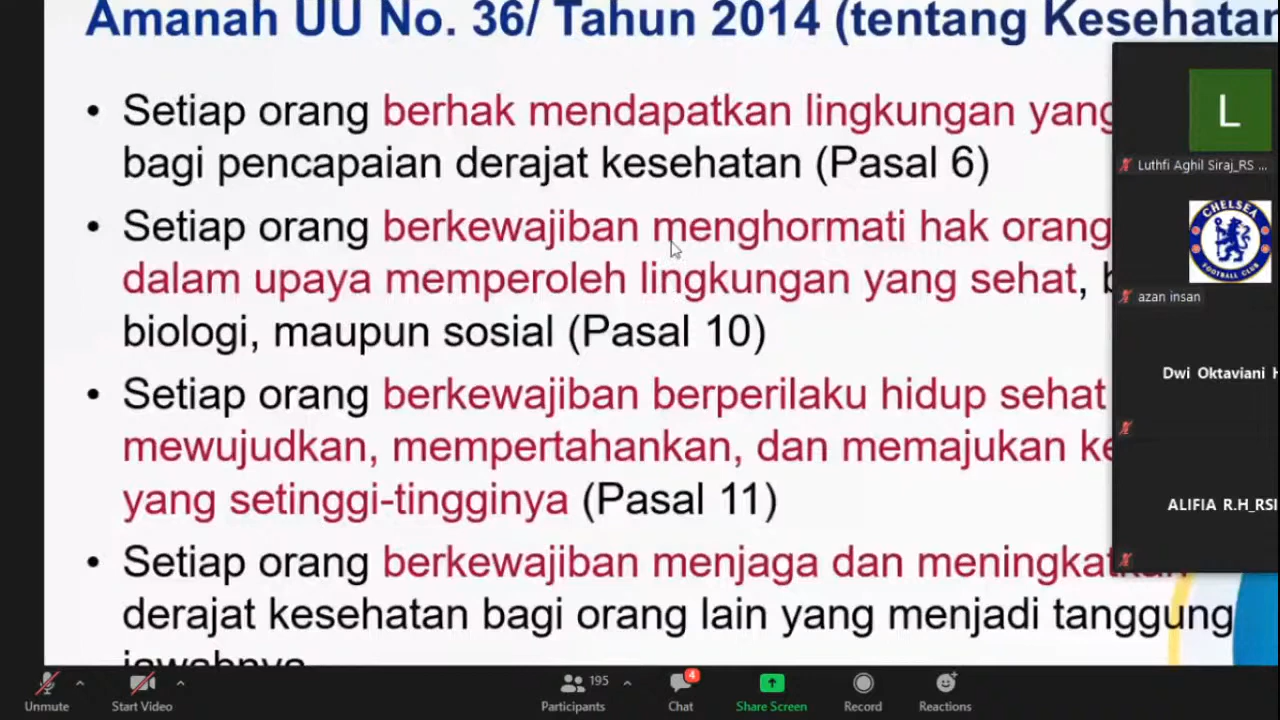 Amanah UU No. 36/ Tahun 2014 (tentang Kesehatan
• Setiap orang berhak mendapatkan lingkungan yang
bagi pencapaian derajat kesehatan (Pasal 6)
• Setiap orang berkewajiban menghormati hak orang
dalam upaya memperoleh lingkungan yang sehat,
biologi, maupun sosial (Pasal 10)
• Setiap orang berkewajiban berperilaku hidup sehat
mewujudkan, mempertahankan, dan memajukan
yang setinggi-tingginya (Pasal 11)
• Setiap orang berkewajiban menjaga dan meningkatkan
derajat kesehatan bagi orang lain yang menjadi tanggung
jawabnya
L
Luthfi Aghil Siraj_RS ...
CHELSEA
FOOTBALL CLUB
azan insan
Dwi Oktaviani H
ALIFIA R.H_RSI
Unmute
Start Video
195
Participants
4
Chat
Share Screen
Record
Reactions